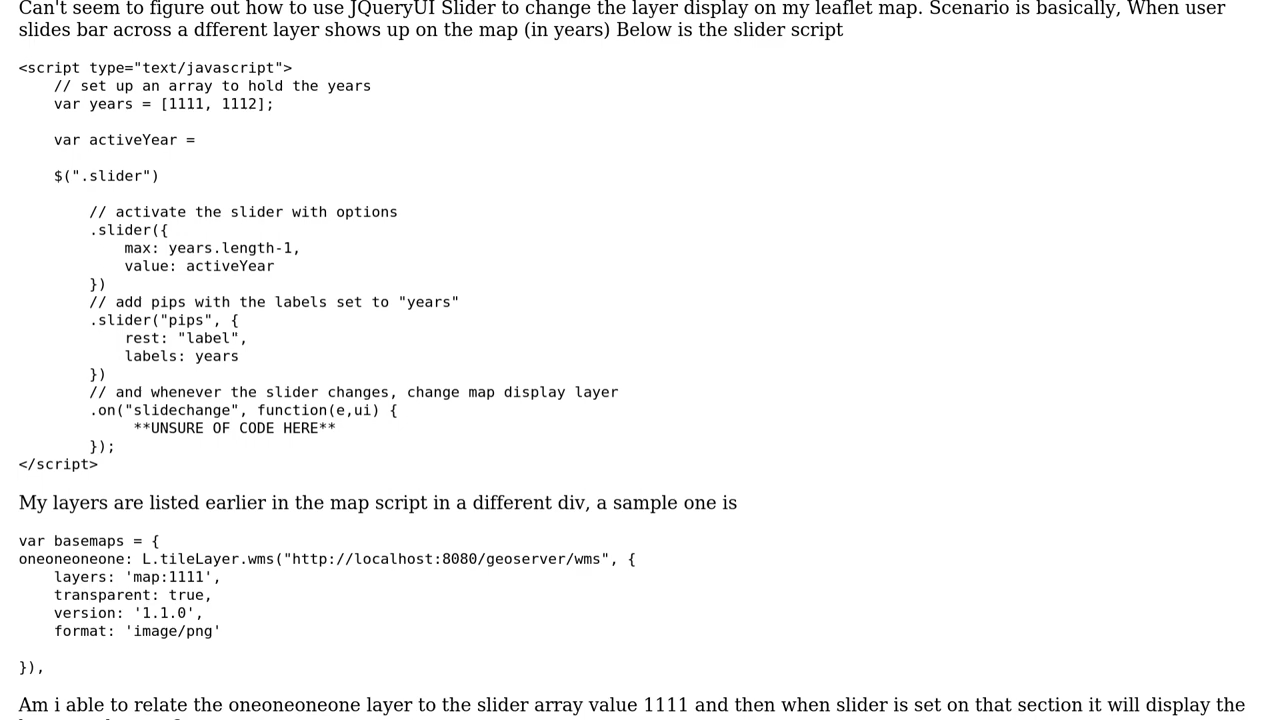 Can't seem to figure out how to use JQueryUI Slider to change the layer display on my leaflet map. Scenario is basically, When user
slides bar across a dfferent layer shows up on the map (in years) Below is the slider script
<script type="text/javascript">
    // set up an array to hold the years
    var years = [1111, 1112];
    var activeYear =
    $(".slider")
        // activate the slider with options
        .slider({
            max: years.length-1,
            value: activeYear
        })
        // add pips with the labels set to "years"
        .slider("pips", {
            rest: "label",
            labels: years
        })
        // and whenever the slider changes, change map display layer
        .on("slidechange", function(e,ui) {
             **UNSURE OF CODE HERE**
        });
</script>
My layers are listed earlier in the map script in a different div, a sample one is
var basemaps = {
oneoneoneone: L.tileLayer.wms("http://localhost:8080/geoserver/wms", {
    layers: 'map:1111',
    transparent: true,
    version: '1.1.0',
    format: 'image/png'
}),
Am i able to relate the oneoneoneone layer to the slider array value 1111 and then when slider is set on that section it will display the